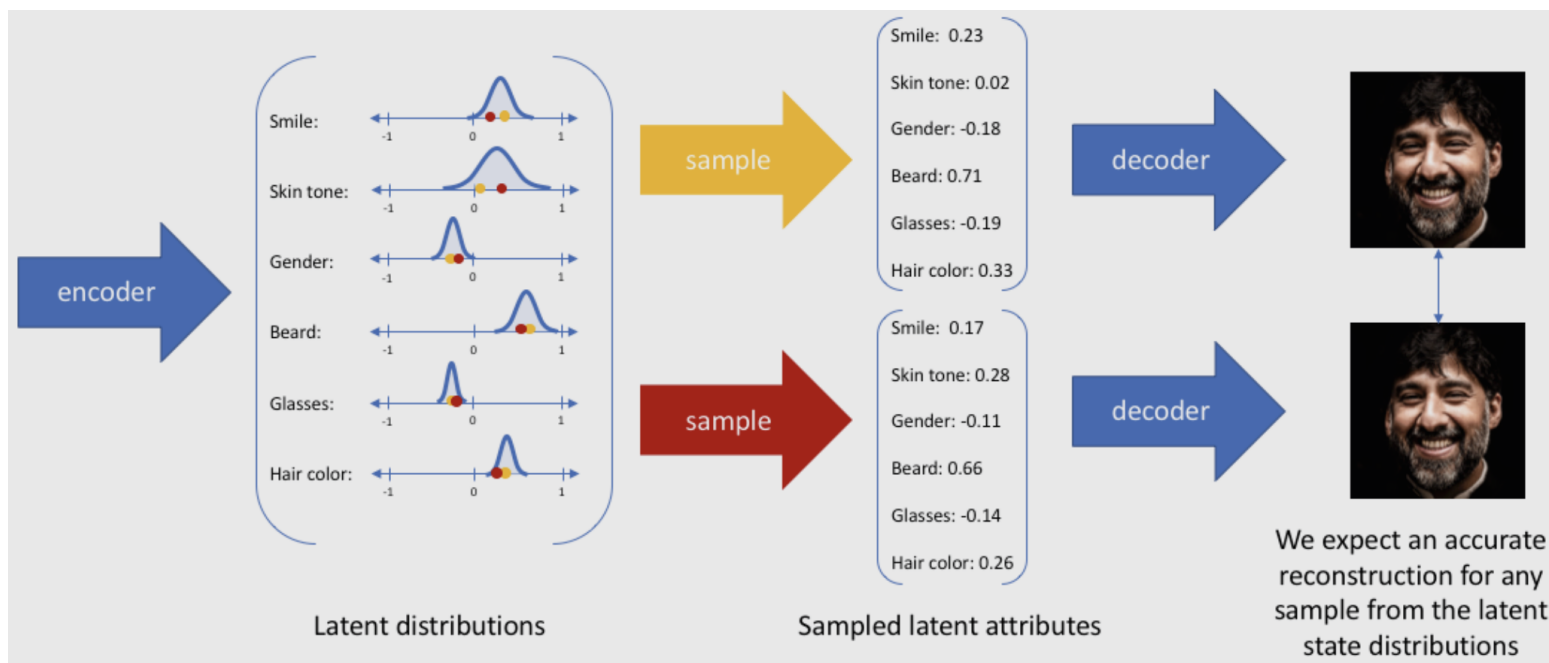 encoder
Smile:
-1 0 1
Skin tone:
-1 0 1
Gender:
-1 0 1
Beard:
-1 0 1
Glasses:
-1 0 1
Hair color:
-1 0 1
Latent distributions
sample
sample
Smile: 0.23
Skin tone: 0.02
Gender: -0.18
Beard: 0.71
Glasses: -0.19
Hair color: 0.33
Smile: 0.17
Skin tone: 0.28
Gender: -0.11
Beard: 0.66
Glasses: -0.14
Hair color: 0.26
Sampled latent attributes
decoder
decoder
We expect an accurate
reconstruction for any
sample from the latent
state distributions